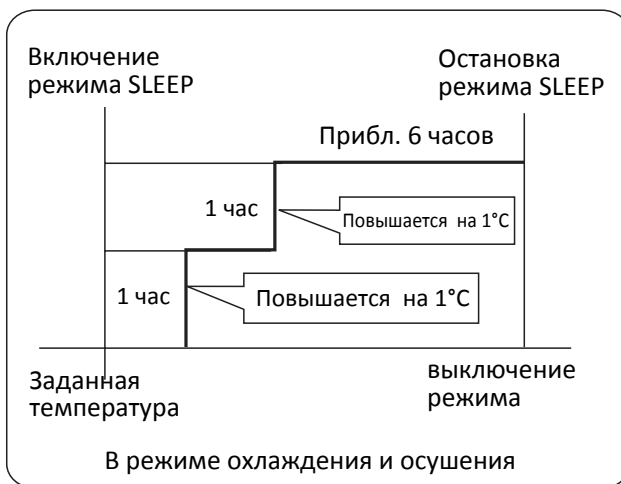 Включение
режима SLEEP
Остановка
режима SLEEP
Прибл. 6 часов
1 час
Повышается на 1°C
1 час
Повышается на 1°C
Заданная
температура
выключение
режима
В режиме охлаждения и осушения